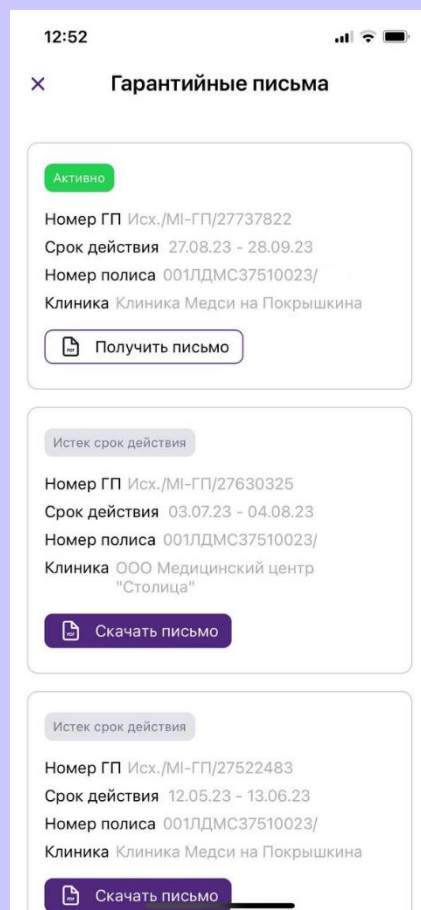 12:52
Гарантийные письма
Активно
Номер ГП Исх./MI-ГП/27737822
Срок действия 27.08.23 - 28.09.23
Номер полиса 001ЛДМС37510023/
Клиника Клиника Медси на Покрышкина
PDF Получить письмо
Истек срок действия
Номер ГП Исх./MI-ГП/27630325
Срок действия 03.07.23 - 04.08.23
Номер полиса 001ЛДМС37510023/
Клиника ООО Медицинский центр
"Столица"
PDF Скачать письмо
Истек срок действия
Номер ГП Исх./MI-ГП/27522483
Срок действия 12.05.23 - 13.06.23
Номер полиса 001ЛДМС37510023/
Клиника Клиника Медси на Покрышкина
PDF Скачать письмо